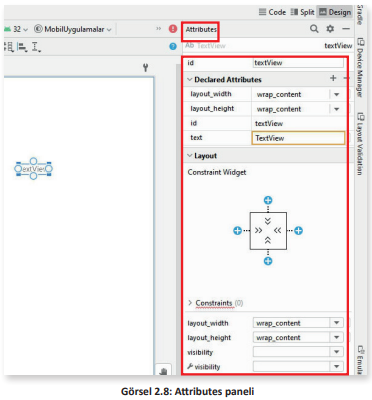 Code Split Design
32 MobilUygulamalar »
Attributes
Ab TextView textView
id textView
Declared Attributes + −
layout_width wrap_content
layout_height wrap_content
id textView
text TextView
Layout
Constraint Widget
> Constraints (0)
layout_width wrap_content
layout_height wrap_content
visibility
visibility
TextView
Gradle
Device Manager
Layout Validation
Emula
Görsel 2.8: Attributes paneli